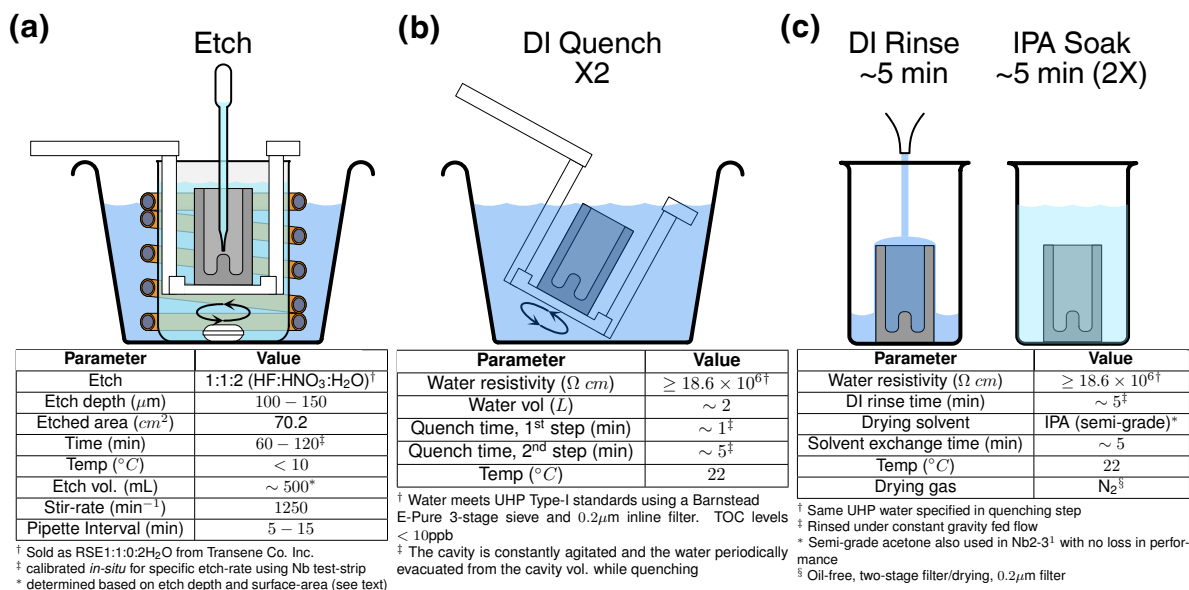 (a)
Etch
Parameter Value
Etch 1:1:2 (HF:HNO₃:H₂O)†
Etch depth (μm) 100 − 150
Etched area (cm²) 70.2
Time (min) 60 − 120‡
Temp (°C) < 10
Etch vol. (mL) ∼ 500*
Stir-rate (min⁻¹) 1250
Pipette Interval (min) 5 − 15
† Sold as RSE1:1:0:2H₂O from Transene Co. Inc.
‡ calibrated in-situ for specific etch-rate using Nb test-strip
* determined based on etch depth and surface-area (see text)
(b)
DI Quench
X2
Parameter Value
Water resistivity (Ω cm) ≥ 18.6 × 10⁶†
Water vol (L) ∼ 2
Quench time, 1ˢᵗ step (min) ∼ 1‡
Quench time, 2ⁿᵈ step (min) ∼ 5‡
Temp (°C) 22
† Water meets UHP Type-I standards using a Barnstead
E-Pure 3-stage sieve and 0.2μm inline filter. TOC levels
< 10ppb
‡ The cavity is constantly agitated and the water periodically
evacuated from the cavity vol. while quenching
(c)
DI Rinse
~5 min
IPA Soak
~5 min (2X)
Parameter Value
Water resistivity (Ω cm) ≥ 18.6 × 10⁶†
DI rinse time (min) ∼ 5‡
Drying solvent IPA (semi-grade)*
Solvent exchange time (min) ∼ 5
Temp (°C) 22
Drying gas N₂§
† Same UHP water specified in quenching step
‡ Rinsed under constant gravity fed flow
* Semi-grade acetone also used in Nb2-3¹ with no loss in perfor-
mance
§ Oil-free, two-stage filter/drying, 0.2μm filter